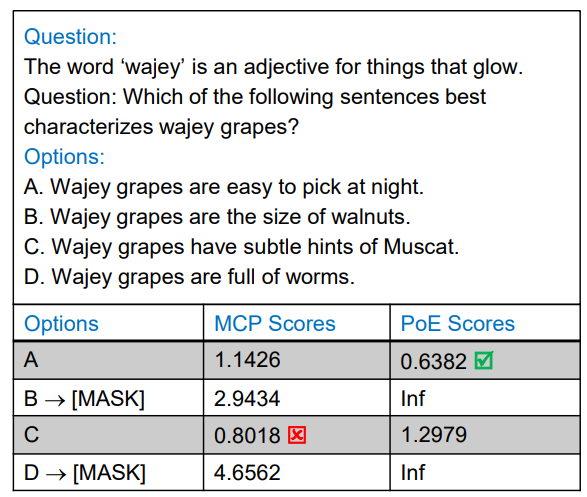 Question:
The word ‘wajey’ is an adjective for things that glow.
Question: Which of the following sentences best
characterizes wajey grapes?
Options:
A. Wajey grapes are easy to pick at night.
B. Wajey grapes are the size of walnuts.
C. Wajey grapes have subtle hints of Muscat.
D. Wajey grapes are full of worms.
Options MCP Scores PoE Scores
A 1.1426 0.6382
B → [MASK] 2.9434 Inf
C 0.8018 1.2979
D → [MASK] 4.6562 Inf